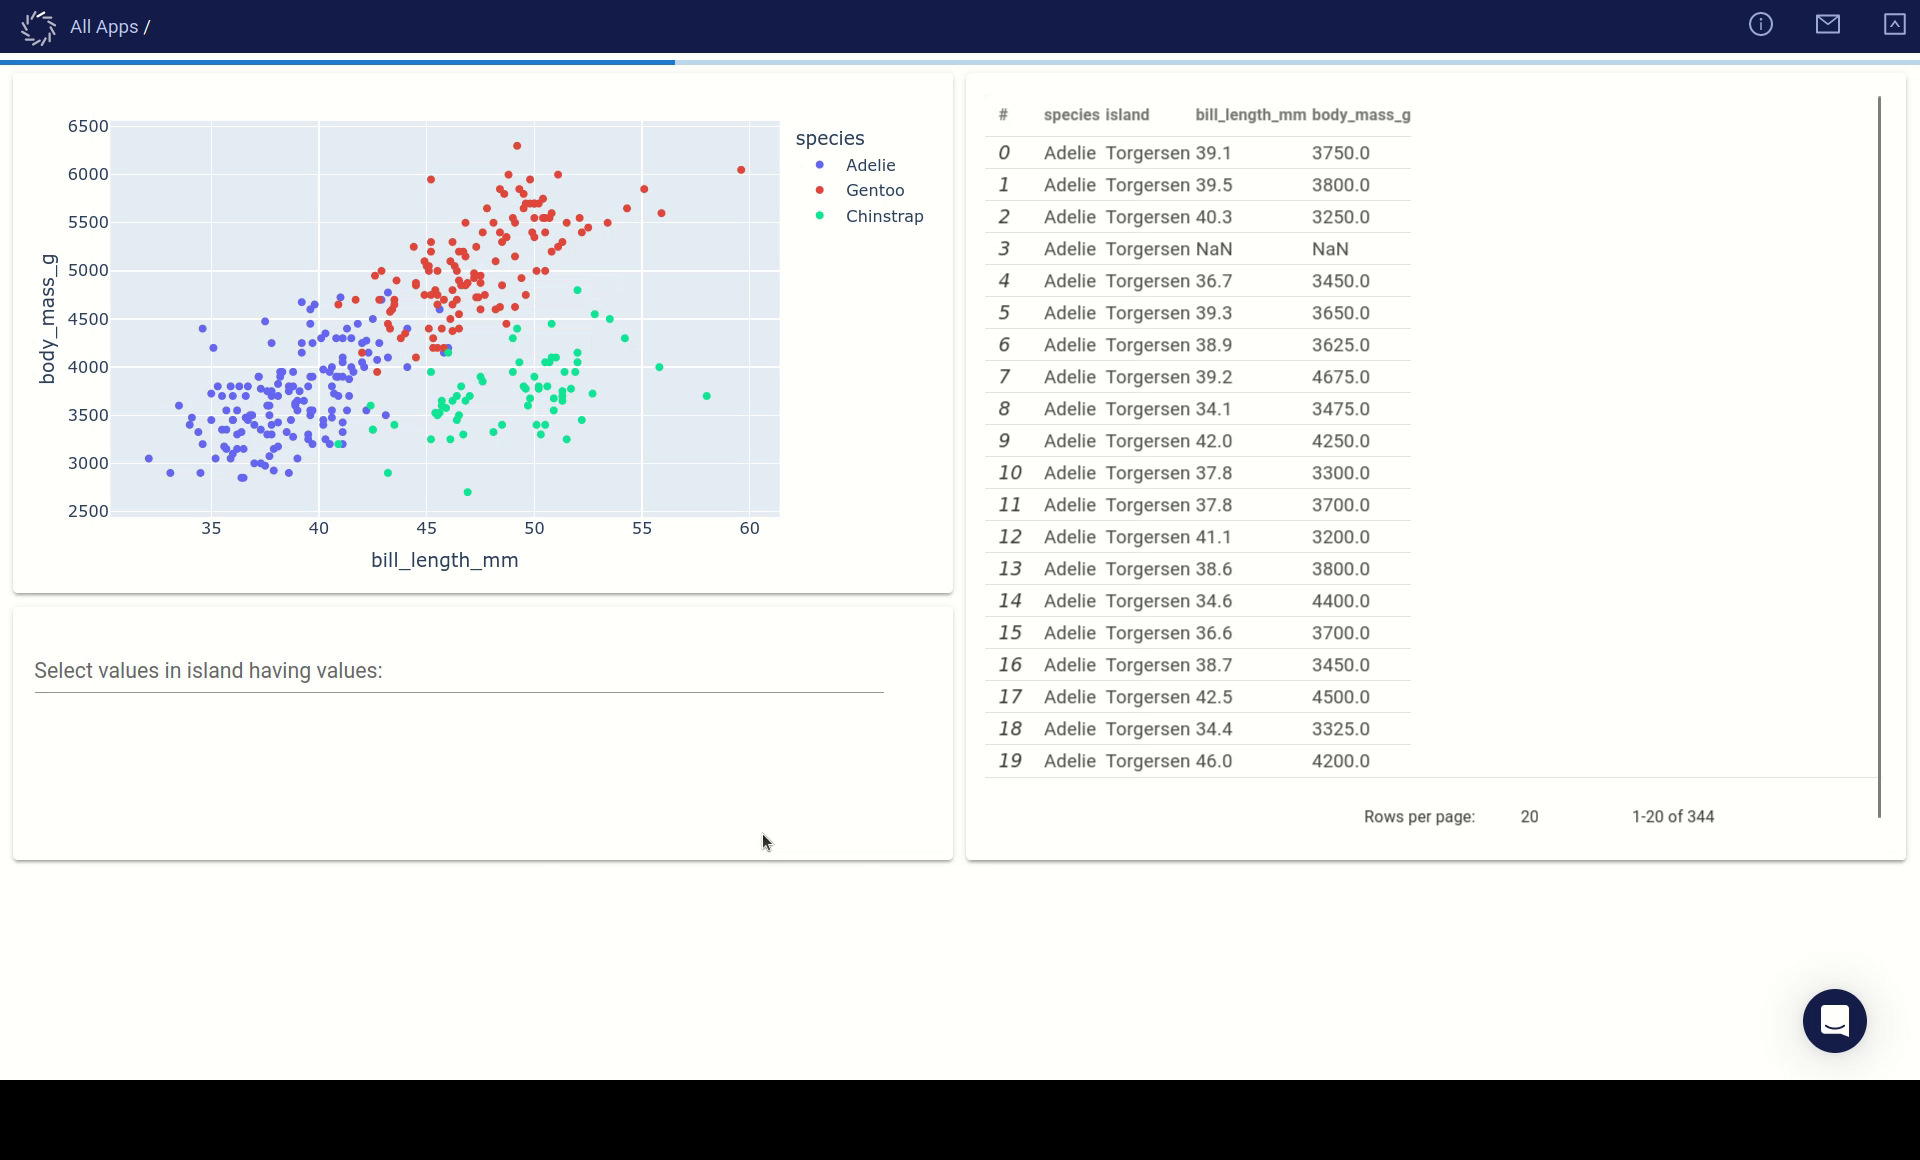 All Apps /
6500
6000
5500
5000
4500
4000
3500
3000
2500
body_mass_g
35 40 45 50 55 60
bill_length_mm
species
Adelie
Gentoo
Chinstrap
Select values in island having values:
# species island bill_length_mm body_mass_g
0 Adelie Torgersen 39.1 3750.0
1 Adelie Torgersen 39.5 3800.0
2 Adelie Torgersen 40.3 3250.0
3 Adelie Torgersen NaN NaN
4 Adelie Torgersen 36.7 3450.0
5 Adelie Torgersen 39.3 3650.0
6 Adelie Torgersen 38.9 3625.0
7 Adelie Torgersen 39.2 4675.0
8 Adelie Torgersen 34.1 3475.0
9 Adelie Torgersen 42.0 4250.0
10 Adelie Torgersen 37.8 3300.0
11 Adelie Torgersen 37.8 3700.0
12 Adelie Torgersen 41.1 3200.0
13 Adelie Torgersen 38.6 3800.0
14 Adelie Torgersen 34.6 4400.0
15 Adelie Torgersen 36.6 3700.0
16 Adelie Torgersen 38.7 3450.0
17 Adelie Torgersen 42.5 4500.0
18 Adelie Torgersen 34.4 3325.0
19 Adelie Torgersen 46.0 4200.0
Rows per page: 20 1-20 of 344